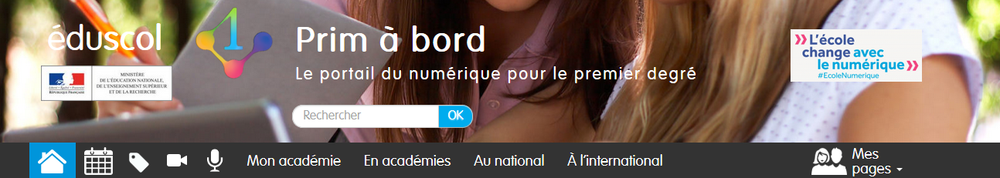 éduscol
1
Prim à bord
Le portail du numérique pour le premier degré
MINISTÈRE
DE L'ÉDUCATION NATIONALE,
DE L'ENSEIGNEMENT SUPÉRIEUR
ET DE LA RECHERCHE
Liberté • Égalité • Fraternité
RÉPUBLIQUE FRANÇAISE
L'école
change avec
le numérique
#EcoleNumerique
Rechercher
OK
Mon académie
En académies
Au national
À l'international
Mes
pages